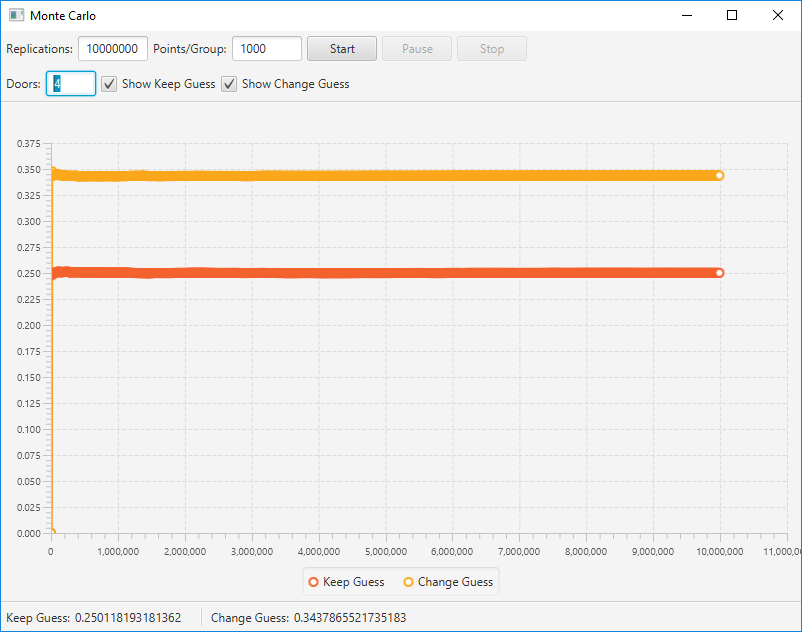 Monte Carlo
Replications: 10000000 Points/Group: 1000 Start Pause Stop
Doors: 4 Show Keep Guess Show Change Guess
0.375
0.350
0.325
0.300
0.275
0.250
0.225
0.200
0.175
0.150
0.125
0.100
0.075
0.050
0.025
0.000
0 1,000,000 2,000,000 3,000,000 4,000,000 5,000,000 6,000,000 7,000,000 8,000,000 9,000,000 10,000,000 11,000,00
Keep Guess Change Guess
Keep Guess: 0.250118193181362 Change Guess: 0.3437865521735183